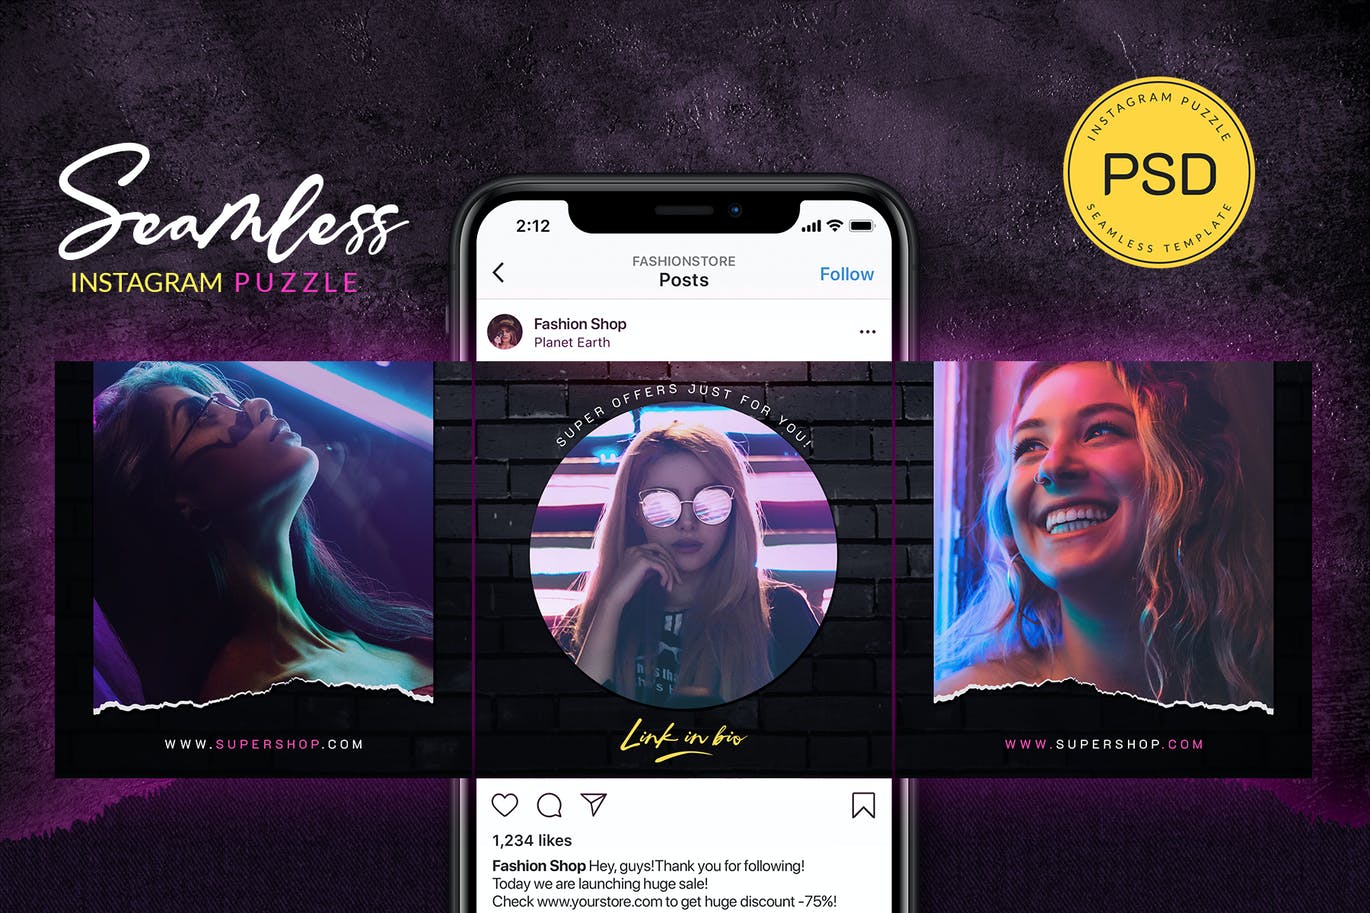 Seamless
INSTAGRAM PUZZLE
INSTAGRAM PUZZLE
PSD
SEAMLESS TEMPLATE
2:12
FASHIONSTORE
Posts
Follow
Fashion Shop
Planet Earth
SUPER OFFERS JUST FOR YOU!
Link in bio
WWW.SUPERSHOP.COM
WWW.SUPERSHOP.COM
1,234 likes
Fashion Shop Hey, guys!Thank you for following!
Today we are launching huge sale!
Check www.yourstore.com to get huge discount -75%!